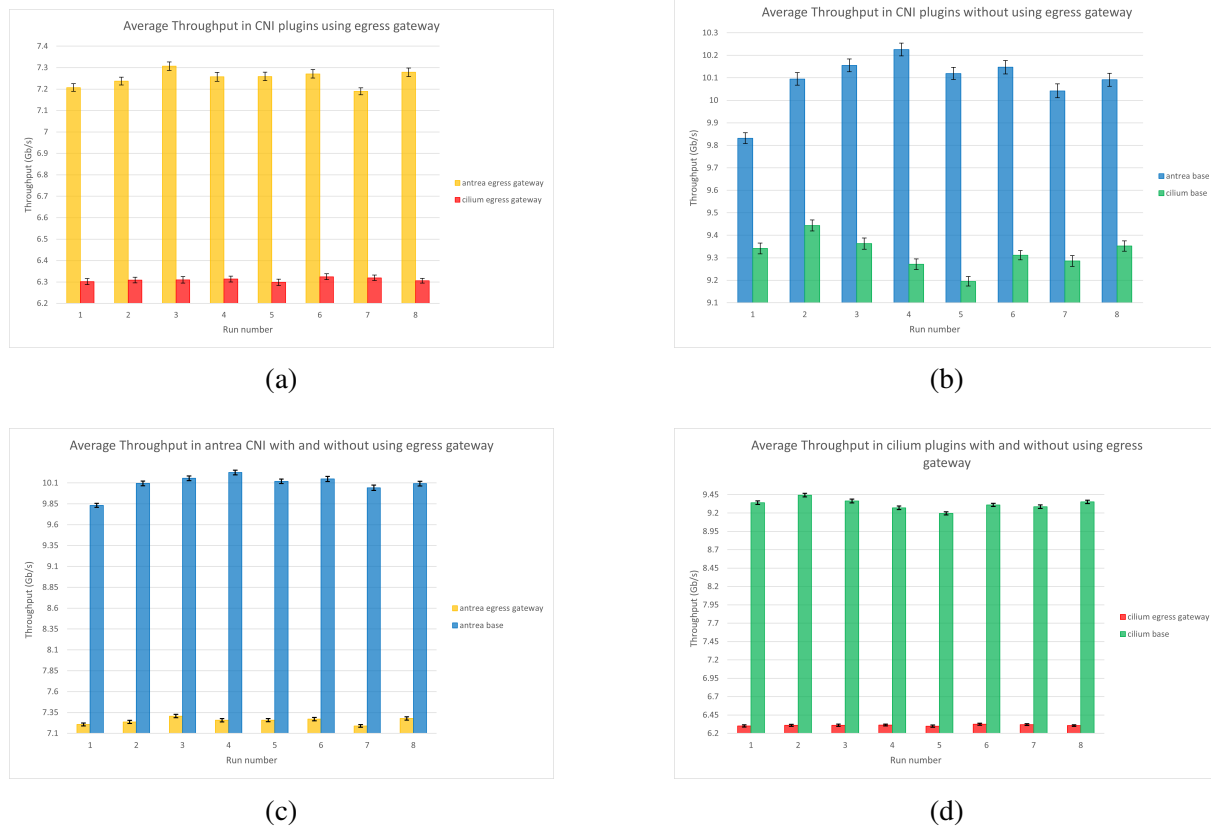 Average Throughput in CNI plugins using egress gateway
Throughput (Gb/s)
7.4
7.3
7.2
7.1
7
6.9
6.8
6.7
6.6
6.5
6.4
6.3
6.2
1 2 3 4 5 6 7 8
Run number
antrea egress gateway
cilium egress gateway
(a)
Average Throughput in CNI plugins without using egress gateway
Throughput (Gb/s)
10.3
10.2
10.1
10
9.9
9.8
9.7
9.6
9.5
9.4
9.3
9.2
9.1
1 2 3 4 5 6 7 8
Run number
antrea base
cilium base
(b)
Average Throughput in antrea CNI with and without using egress gateway
Throughput (Gb/s)
10.1
9.85
9.6
9.35
9.1
8.85
8.6
8.35
8.1
7.85
7.6
7.35
7.1
1 2 3 4 5 6 7 8
Run number
antrea egress gateway
antrea base
(c)
Average Throughput in cilium plugins with and without using egress
gateway
Throughput (Gb/s)
9.45
9.2
8.95
8.7
8.45
8.2
7.95
7.7
7.45
7.2
6.95
6.7
6.45
6.2
1 2 3 4 5 6 7 8
Run number
cilium egress gateway
cilium base
(d)